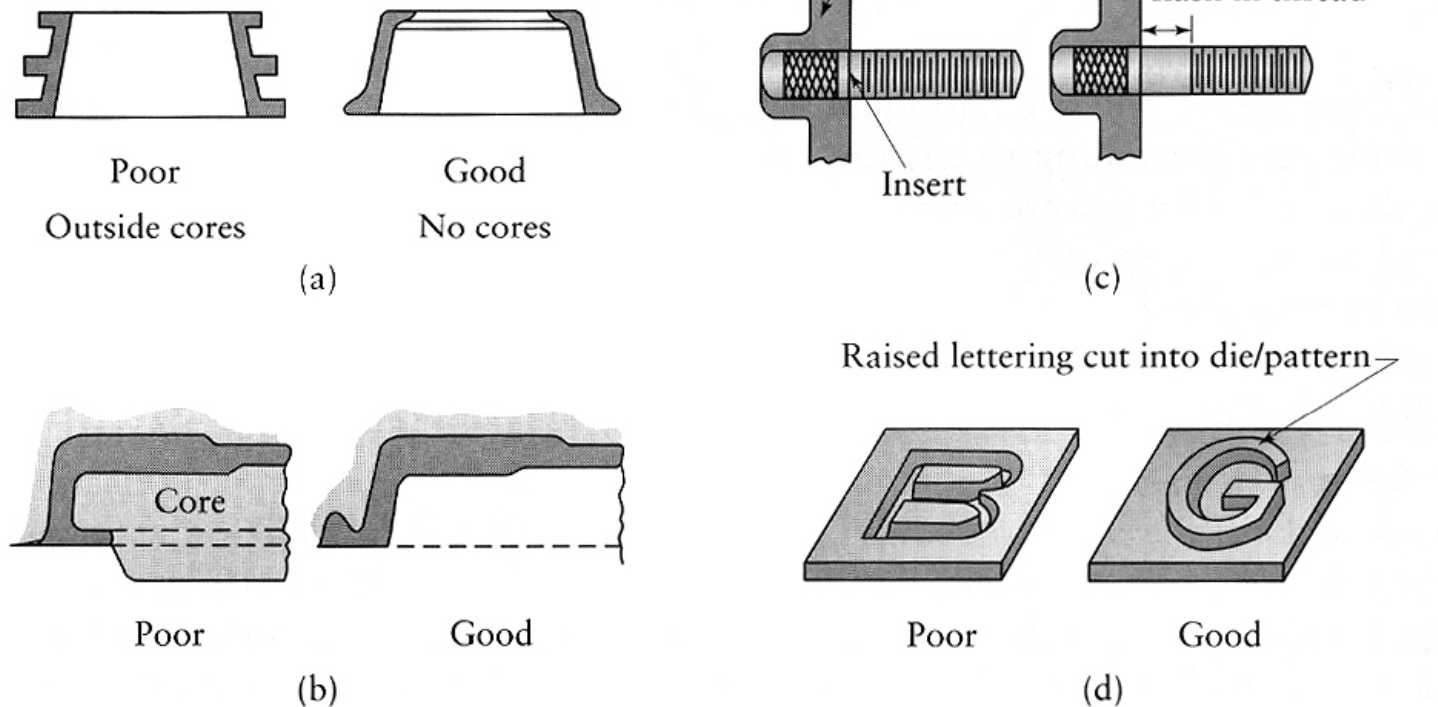 Poor
Good
Outside cores
No cores
(a)
Insert
(c)
Core
Poor
Good
(b)
Raised lettering cut into die/pattern
B
G
Poor
Good
(d)